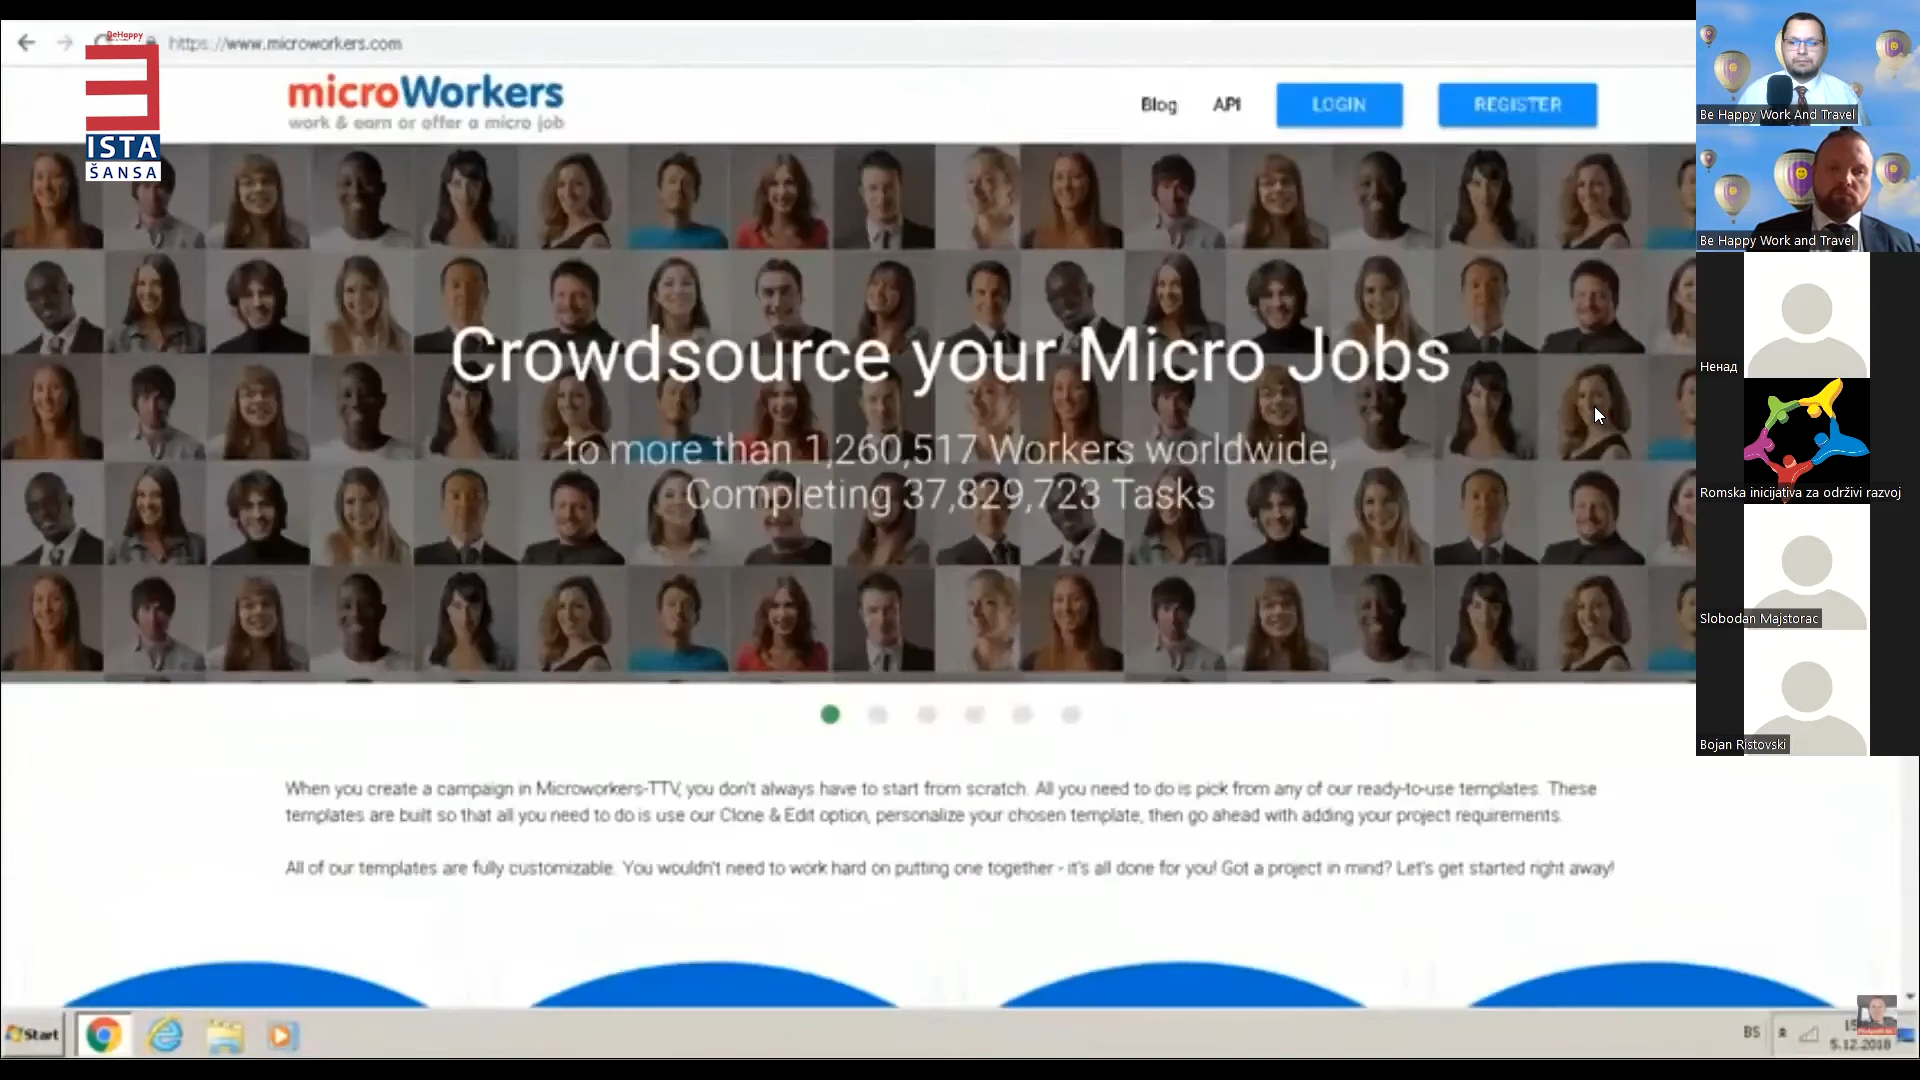 https://www.microworkers.com
BeHappy
ISTA
ŠANSA
microWorkers
work & earn or offer a micro job
Blog
API
LOGIN
REGISTER
Crowdsource your Micro Jobs
to more than 1,260,517 Workers worldwide,
Completing 37,829,723 Tasks
When you create a campaign in Microworkers-TTV, you don't always have to start from scratch. All you need to do is pick from any of our ready-to-use templates. These
templates are built so that all you need to do is use our Clone & Edit option, personalize your chosen template, then go ahead with adding your project requirements.
All of our templates are fully customizable. You wouldn't need to work hard on putting one together - it's all done for you! Got a project in mind? Let's get started right away!
Start
BS
5.12.2018
Be Happy Work And Travel
Be Happy Work and Travel
Ненад
Romska inicijativa za održivi razvoj
Slobodan Majstorac
Bojan Ristovski